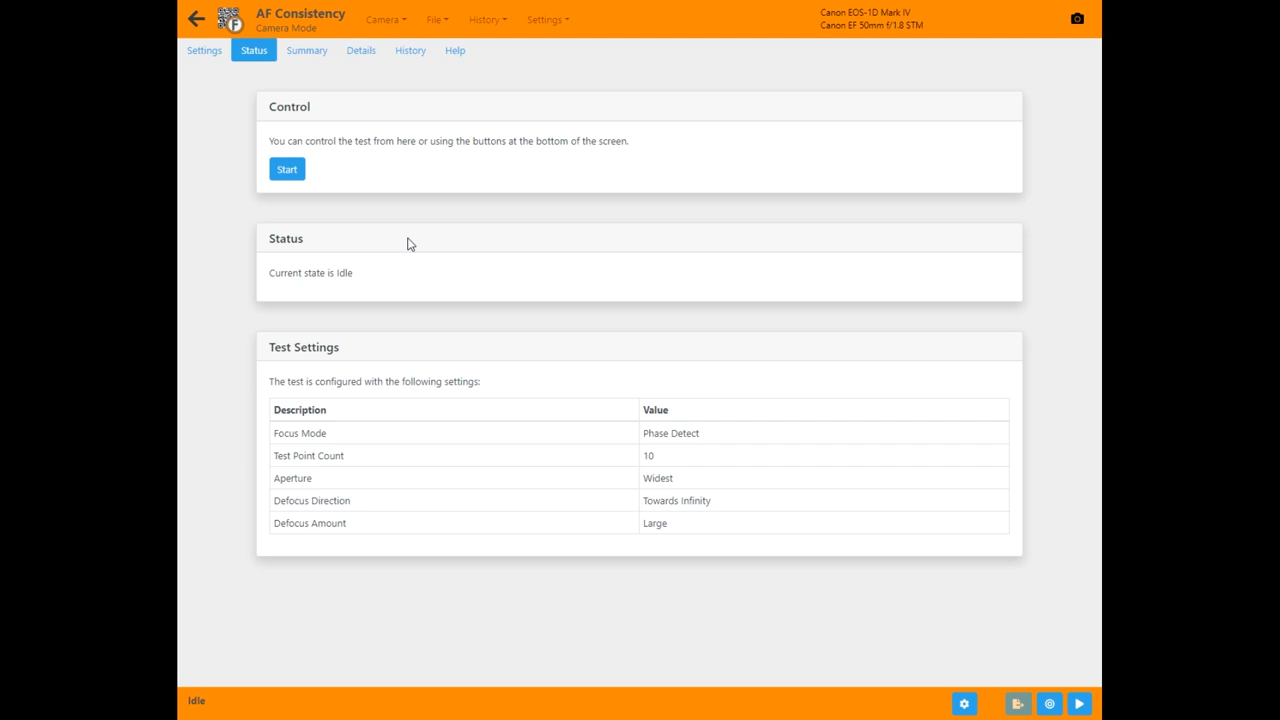 AF Consistency
Camera Mode
Camera
File
History
Settings
Canon EOS-1D Mark IV
Canon EF 50mm f/1.8 STM
Settings
Status
Summary
Details
History
Help
Control
You can control the test from here or using the buttons at the bottom of the screen.
Start
Status
Current state is Idle
Test Settings
The test is configured with the following settings:
Description Value
Focus Mode Phase Detect
Test Point Count 10
Aperture Widest
Defocus Direction Towards Infinity
Defocus Amount Large
Idle